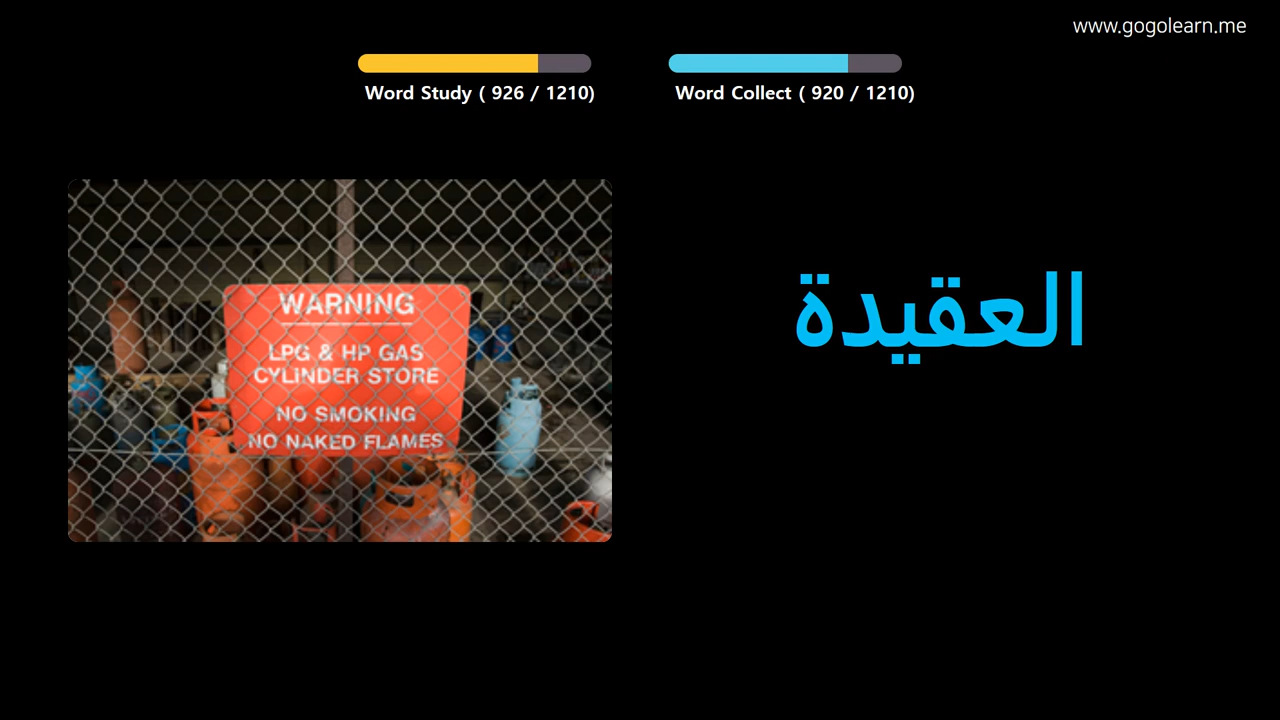 www.gogolearn.me
Word Study ( 926 / 1210)
Word Collect ( 920 / 1210)
WARNING
LPG & HP GAS
CYLINDER STORE
NO SMOKING
NO NAKED FLAMES
العقيدة